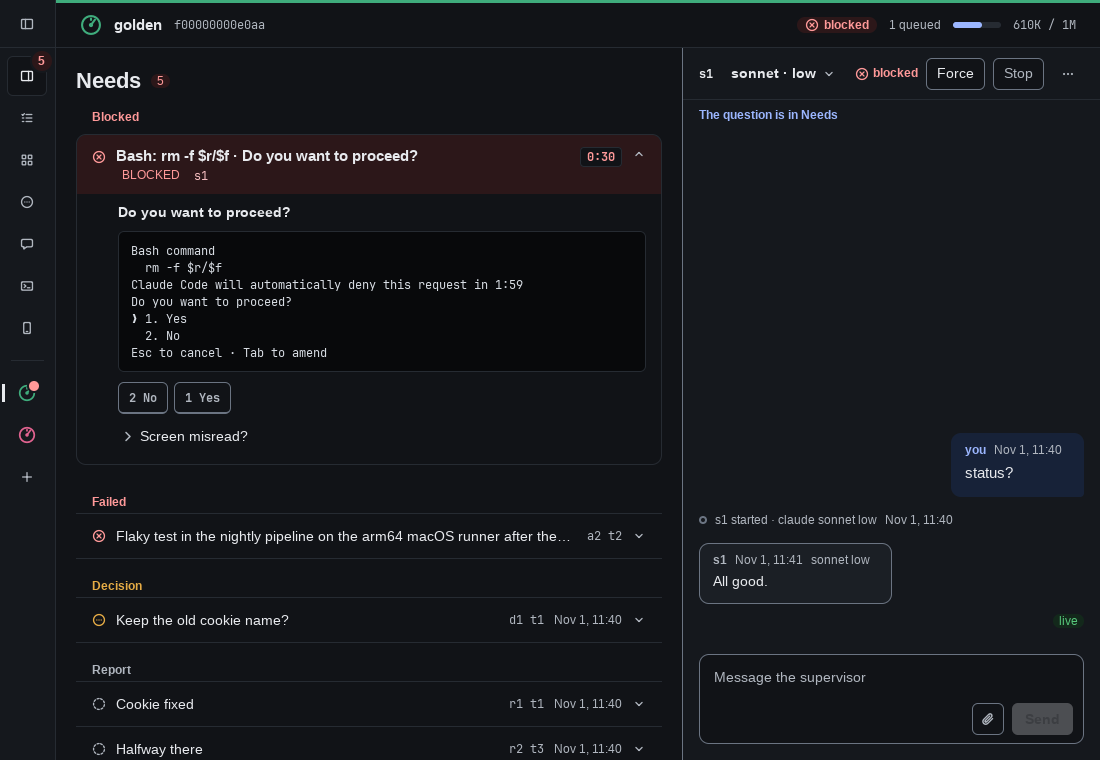 golden f00000000e0aa
blocked 1 queued 610K / 1M
5
Needs 5
Blocked
Bash: rm -f $r/$f · Do you want to proceed?
0:30
BLOCKED s1
Do you want to proceed?
Bash command
rm -f $r/$f
Claude Code will automatically deny this request in 1:59
Do you want to proceed?
❯ 1. Yes
2. No
Esc to cancel · Tab to amend
2 No 1 Yes
Screen misread?
Failed
Flaky test in the nightly pipeline on the arm64 macOS runner after the… a2 t2
Decision
Keep the old cookie name? d1 t1 Nov 1, 11:40
Report
Cookie fixed r1 t1 Nov 1, 11:40
Halfway there r2 t3 Nov 1, 11:40
s1 sonnet · low blocked Force Stop
The question is in Needs
you Nov 1, 11:40
status?
s1 started · claude sonnet low Nov 1, 11:40
s1 Nov 1, 11:41 sonnet low
All good.
live
Message the supervisor
Send